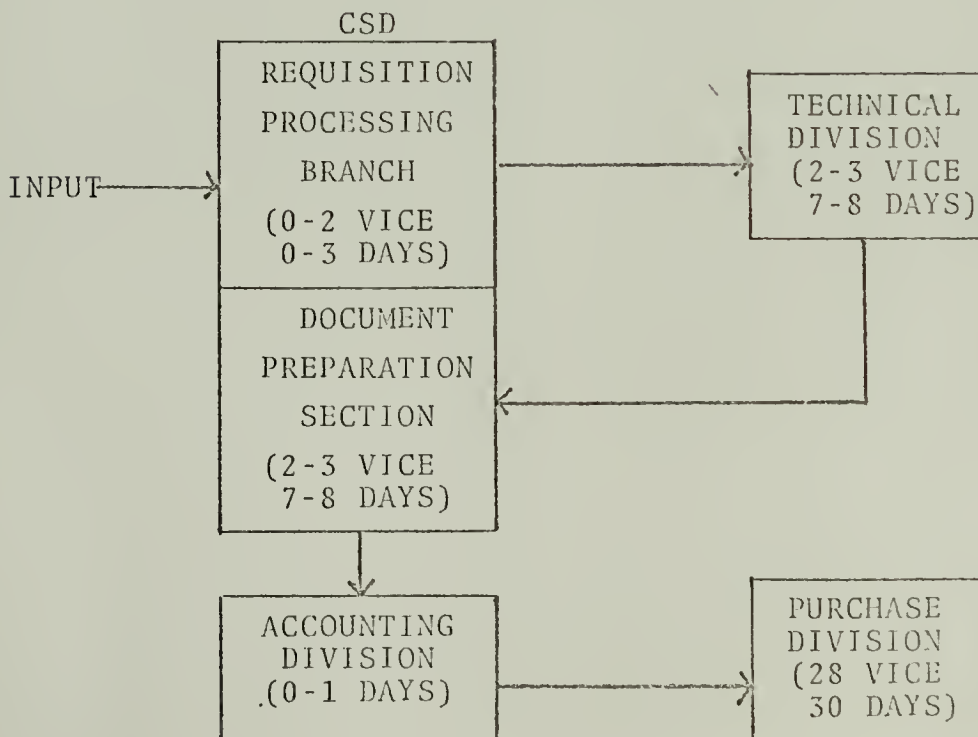 CSD
INPUT
REQUISITION
PROCESSING
BRANCH
(0-2 VICE
0-3 DAYS)
TECHNICAL
DIVISION
(2-3 VICE
7-8 DAYS)
DOCUMENT
PREPARATION
SECTION
(2-3 VICE
7-8 DAYS)
ACCOUNTING
DIVISION
(0-1 DAYS)
PURCHASE
DIVISION
(28 VICE
30 DAYS)